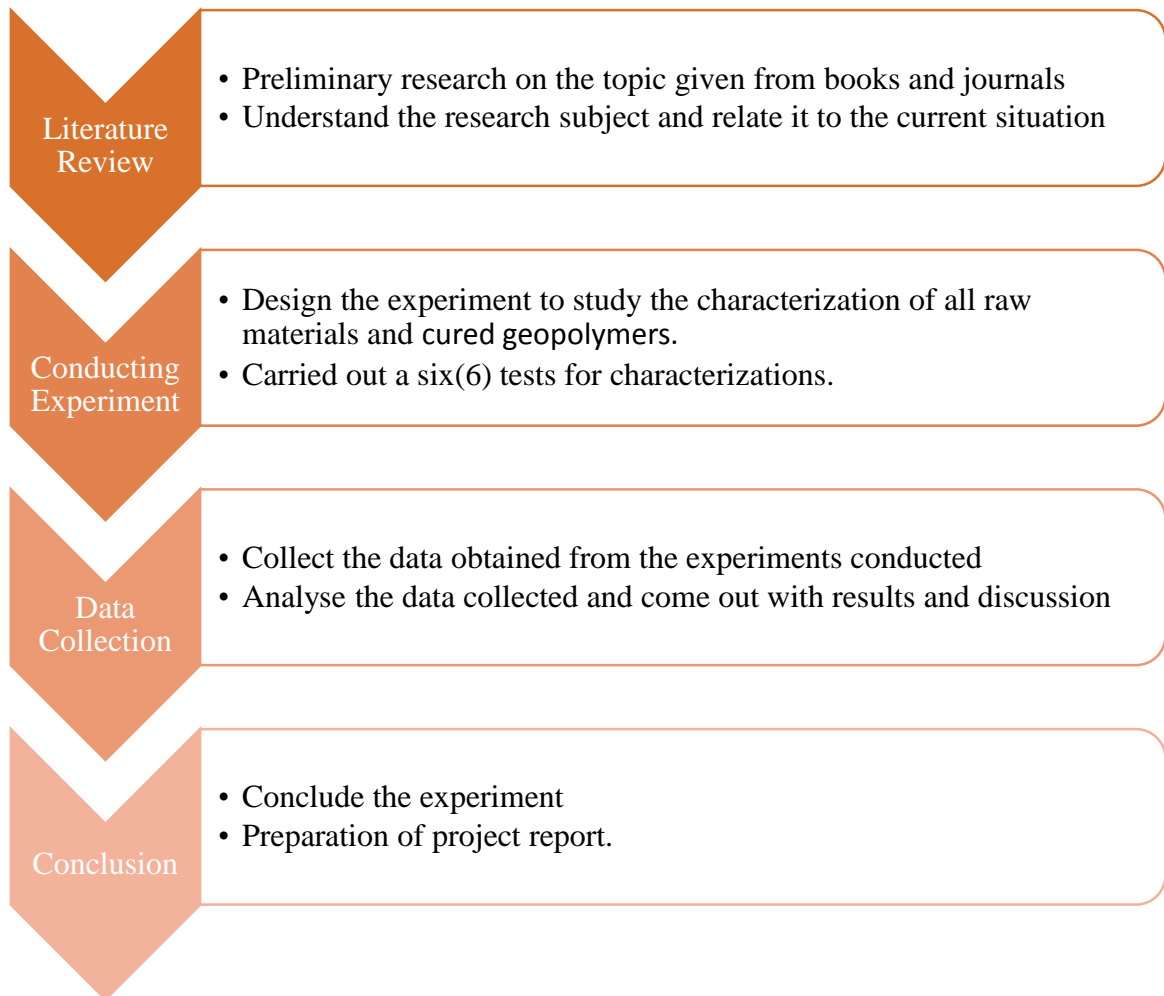 Literature
Review
• Preliminary research on the topic given from books and journals
• Understand the research subject and relate it to the current situation
Conducting
Experiment
• Design the experiment to study the characterization of all raw
materials and cured geopolymers.
• Carried out a six(6) tests for characterizations.
Data
Collection
• Collect the data obtained from the experiments conducted
• Analyse the data collected and come out with results and discussion
Conclusion
• Conclude the experiment
• Preparation of project report.